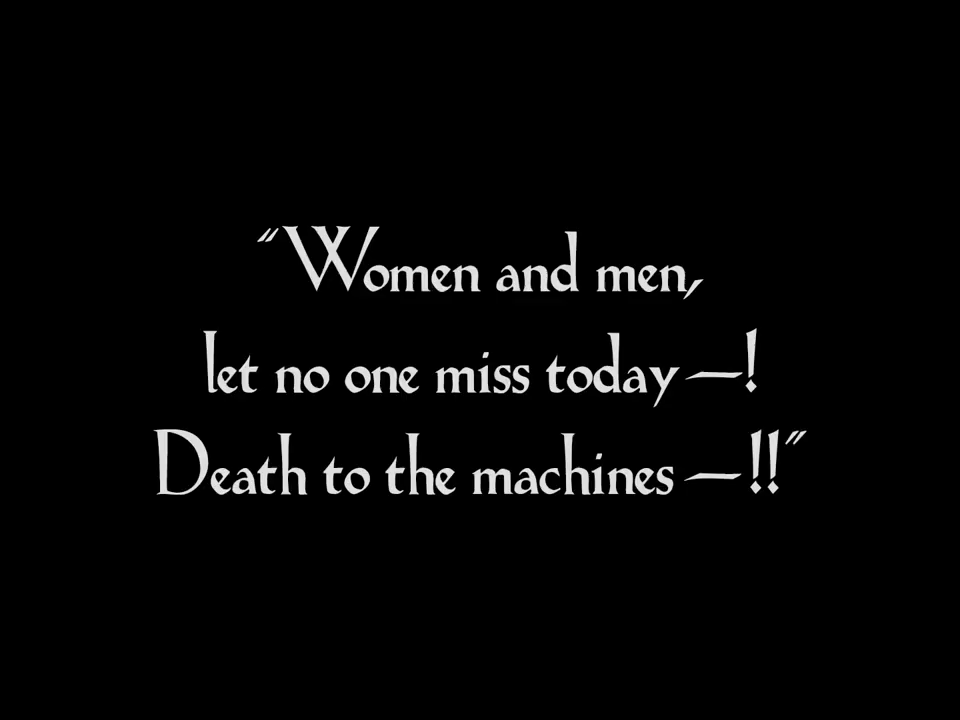 “Women and men,
let no one miss today—!
Death to the machines—!!”